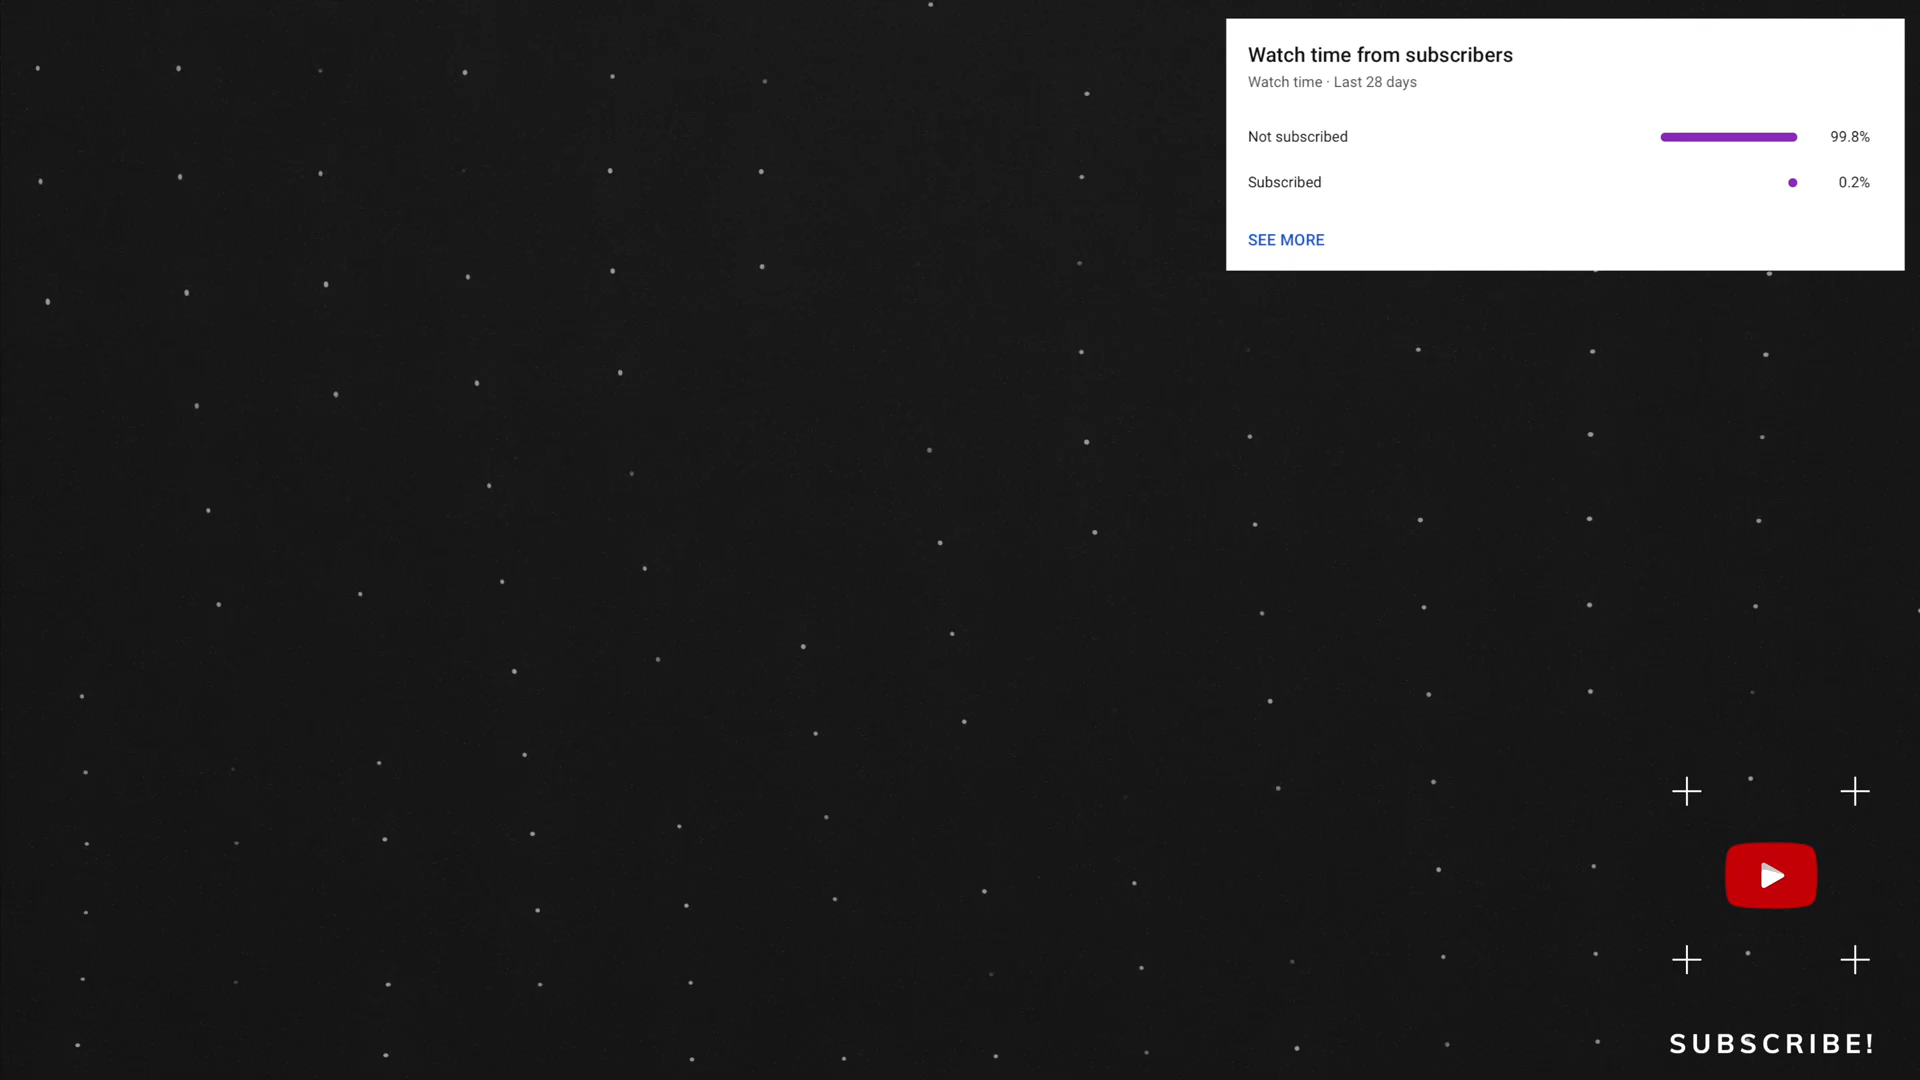 Watch time from subscribers
Watch time · Last 28 days
Not subscribed 99.8%
Subscribed 0.2%
SEE MORE
SUBSCRIBE!